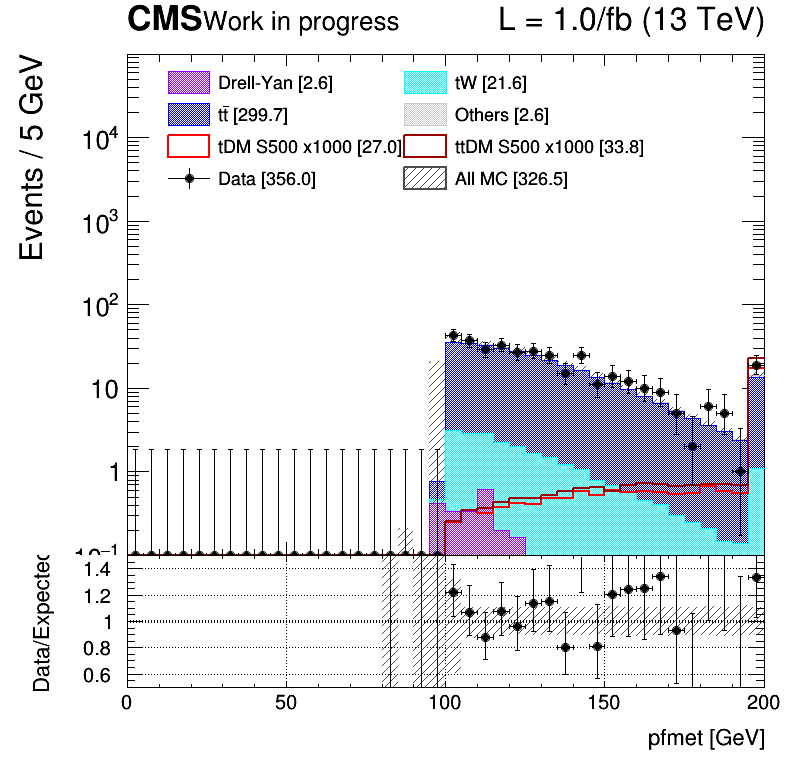 CMS Work in progress L = 1.0/fb (13 TeV)
Events / 5 GeV
Drell-Yan [2.6] tW [21.6]
tt̄ [299.7] Others [2.6]
tDM S500 x1000 [27.0] ttDM S500 x1000 [33.8]
Data [356.0] All MC [326.5]
10⁴
10³
10²
10
1
10⁻¹
Data/Expected
1.4
1.2
1
0.8
0.6
0 50 100 150 200
pfmet [GeV]